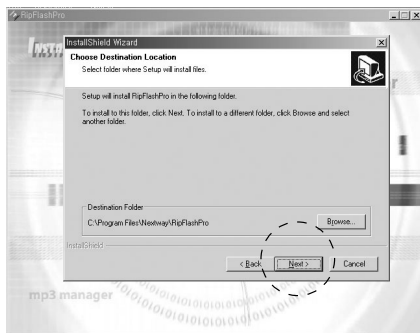 RipFlashPro
InstallShield Wizard
Choose Destination Location
Select folder where Setup will install files.
Setup will install RipFlashPro in the following folder.
To install to this folder, click Next. To install to a different folder, click Browse and select
another folder.
Destination Folder
C:\Program Files\Nextway\RipFlashPro
Browse...
InstallShield
< Back
Next >
Cancel
mp3 manager